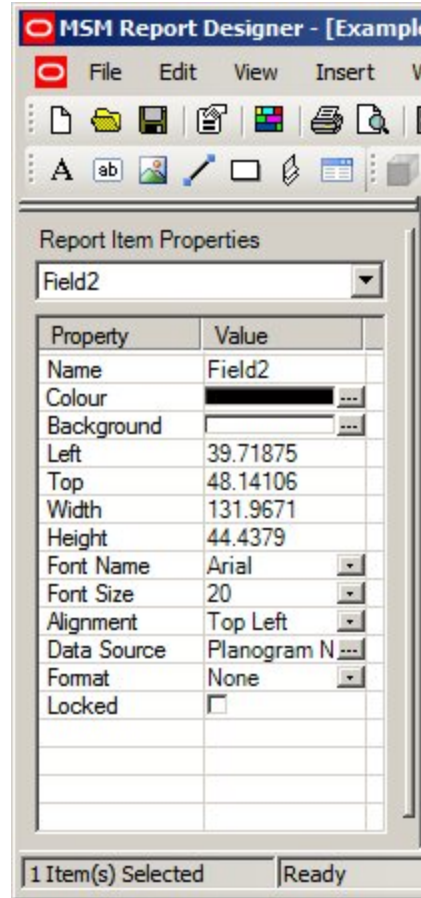 MSM Report Designer - [Example
File Edit View Insert
A ab
Report Item Properties
Field2
Property Value
Name Field2
Colour ...
Background ...
Left 39.71875
Top 48.14106
Width 131.9671
Height 44.4379
Font Name Arial
Font Size 20
Alignment Top Left
Data Source Planogram N ...
Format None
Locked
1 Item(s) Selected Ready